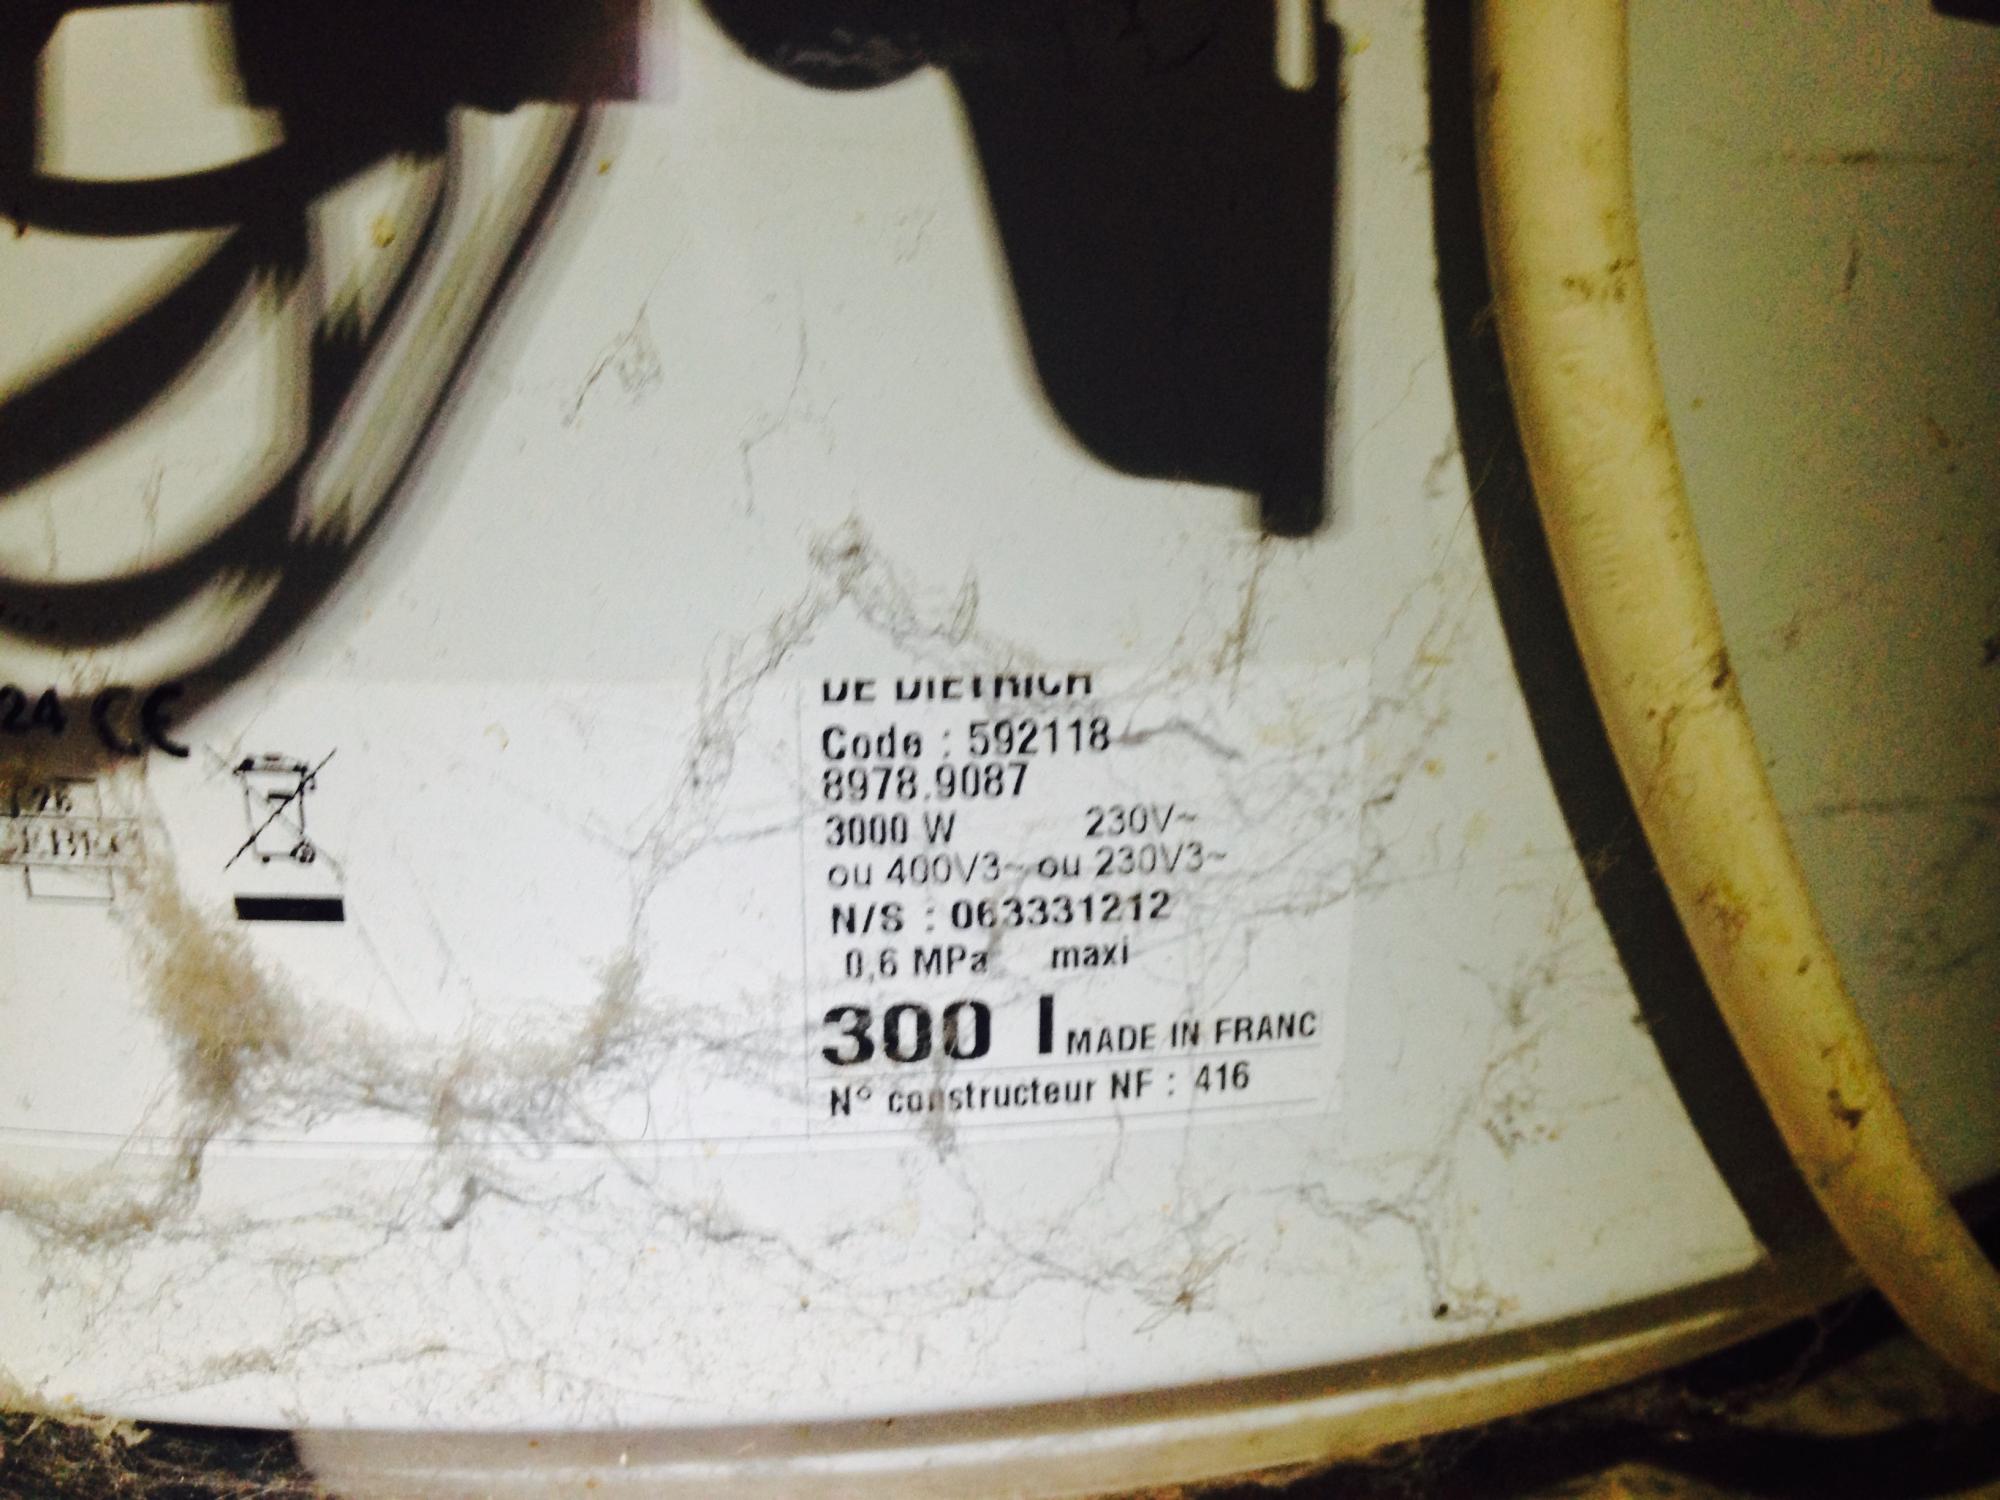 DE DIETRICH
Code : 592118
8978.9087
3000 W 230V~
ou 400V3~ ou 230V3~
N/S : 063331212
0,6 MPa maxi
300 l MADE IN FRANC
N° constructeur NF : 416
24 CE